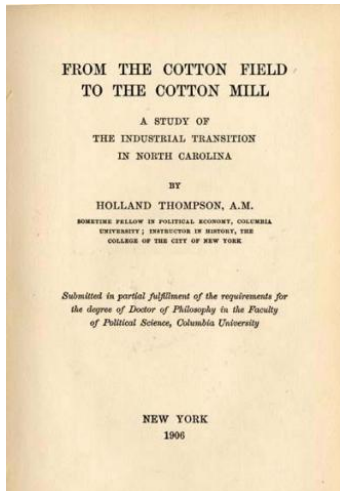 FROM THE COTTON FIELD
TO THE COTTON MILL
A STUDY OF
THE INDUSTRIAL TRANSITION
IN NORTH CAROLINA
BY
HOLLAND THOMPSON, A.M.
SOMETIME FELLOW IN POLITICAL ECONOMY, COLUMBIA
UNIVERSITY; INSTRUCTOR IN HISTORY, THE
COLLEGE OF THE CITY OF NEW YORK
Submitted in partial fulfillment of the requirements for
the degree of Doctor of Philosophy in the Faculty
of Political Science, Columbia University
NEW YORK
1906